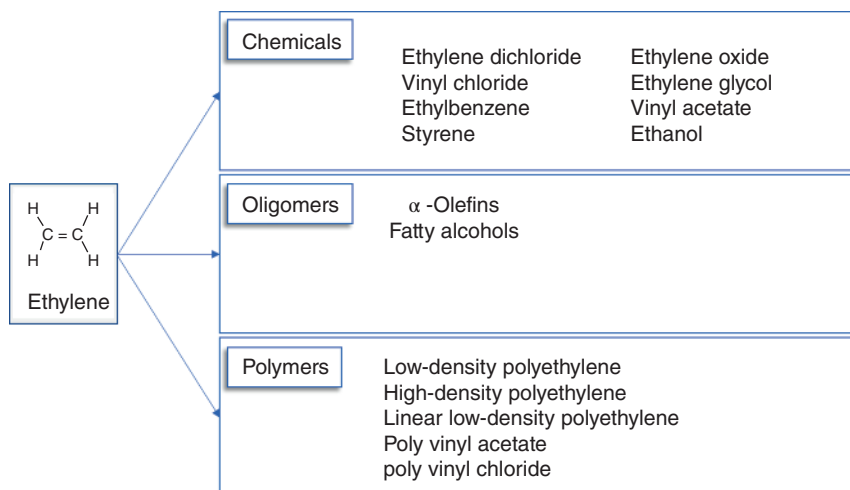 Chemicals
Ethylene dichloride
Vinyl chloride
Ethylbenzene
Styrene
Ethylene oxide
Ethylene glycol
Vinyl acetate
Ethanol
H H
C = C
H H
Ethylene
Oligomers
α -Olefins
Fatty alcohols
Polymers
Low-density polyethylene
High-density polyethylene
Linear low-density polyethylene
Poly vinyl acetate
poly vinyl chloride